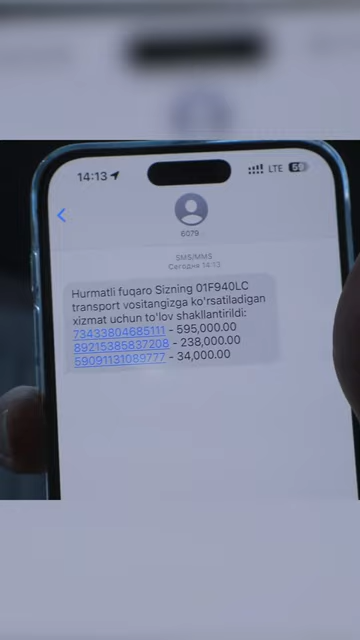 14:13
LTE 59
6079
SMS/MMS
Сегодня 14:13
Hurmatli fuqaro Sizning 01F940LC
transport vositangizga ko'rsatiladigan
xizmat uchun to'lov shakllantirildi:
73433804685111 - 595,000.00
89215385837208 - 238,000.00
59091131089777 - 34,000.00